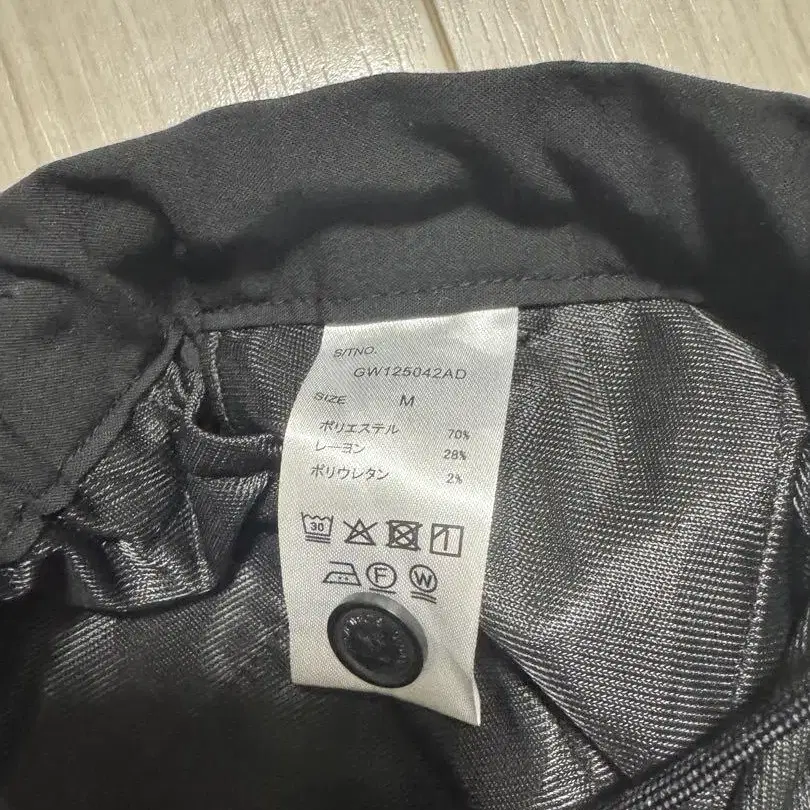 S/TNO.
GW125042AD
SIZE M
ポリエステル 70%
レーヨン 28%
ポリウレタン 2%
30
F W